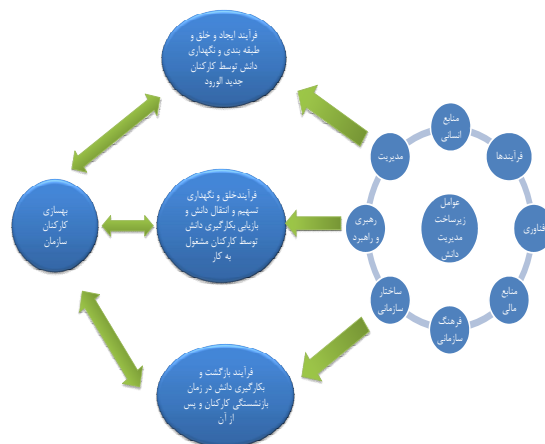 فرآیند ایجاد و خلق و
طبقه بندی و نگهداری
دانش توسط کارکنان
جدید الورود
منابع
انسانی
فرآیندها
مدیریت
فناوری
عوامل
زیرساخت
مدیریت
دانش
رهبری
و راهبرد
منابع
مالی
فرهنگ
سازمانی
ساختار
سازمانی
فرآیندخلق و نگهداری
تسهیم و انتقال دانش و
بازیابی بکارگیری دانش
توسط کارکنان مشغول
به کار
بهسازی
کارکنان
سازمان
فرآیند بازگشت و
بکارگیری دانش در زمان
بازنشستگی کارکنان و پس
از آن